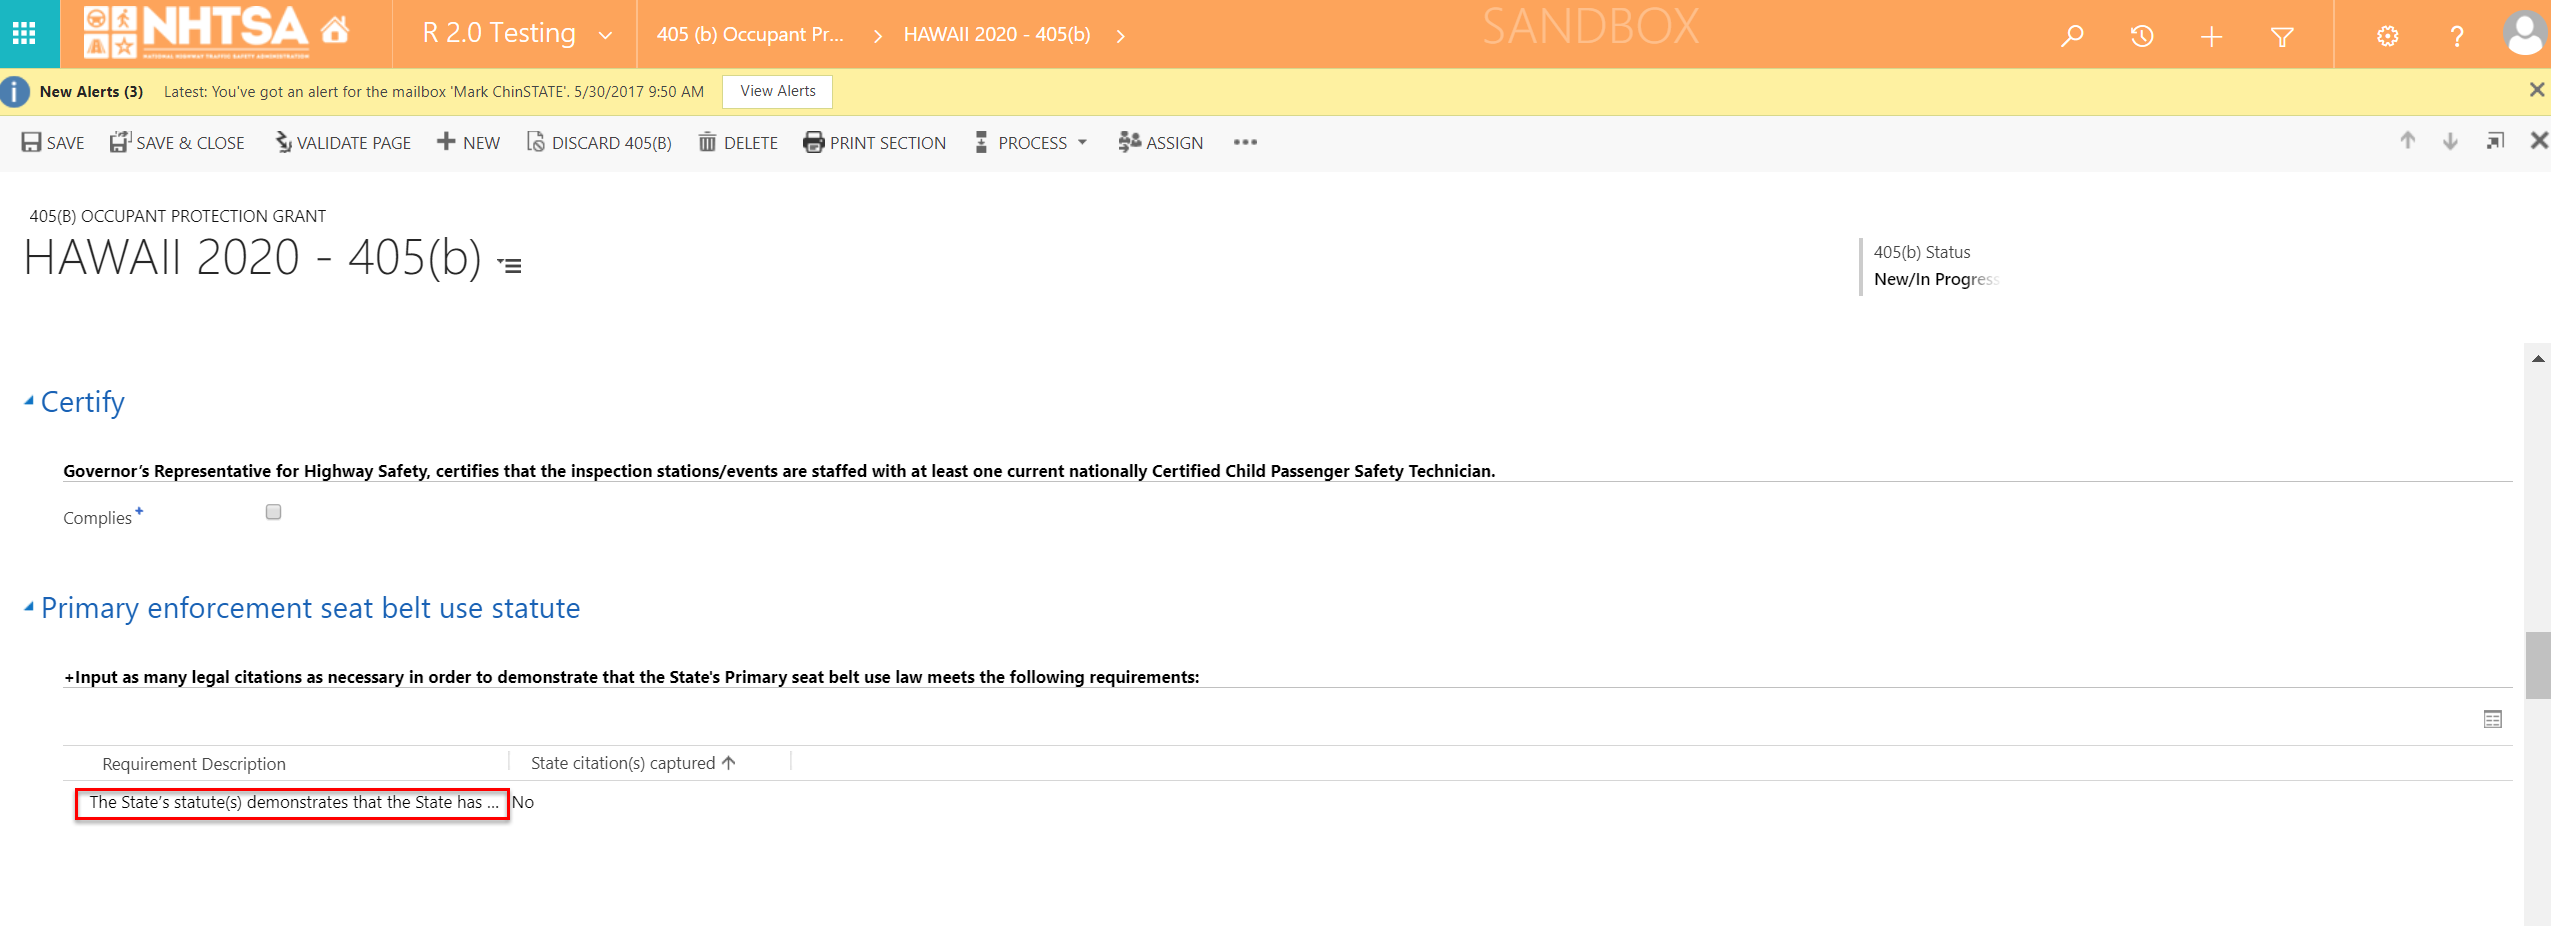 NHTSA
NATIONAL HIGHWAY TRAFFIC SAFETY ADMINISTRATION
R 2.0 Testing
405 (b) Occupant Pr...
HAWAII 2020 - 405(b)
SANDBOX
New Alerts (3) Latest: You've got an alert for the mailbox 'Mark ChinSTATE'. 5/30/2017 9:50 AM View Alerts
SAVE SAVE & CLOSE VALIDATE PAGE NEW DISCARD 405(B) DELETE PRINT SECTION PROCESS ASSIGN •••
405(B) OCCUPANT PROTECTION GRANT
HAWAII 2020 - 405(b)
405(b) Status
New/In Progress
Certify
Governor's Representative for Highway Safety, certifies that the inspection stations/events are staffed with at least one current nationally Certified Child Passenger Safety Technician.
Complies+
Primary enforcement seat belt use statute
+Input as many legal citations as necessary in order to demonstrate that the State's Primary seat belt use law meets the following requirements:
Requirement Description State citation(s) captured
The State's statute(s) demonstrates that the State has ... No